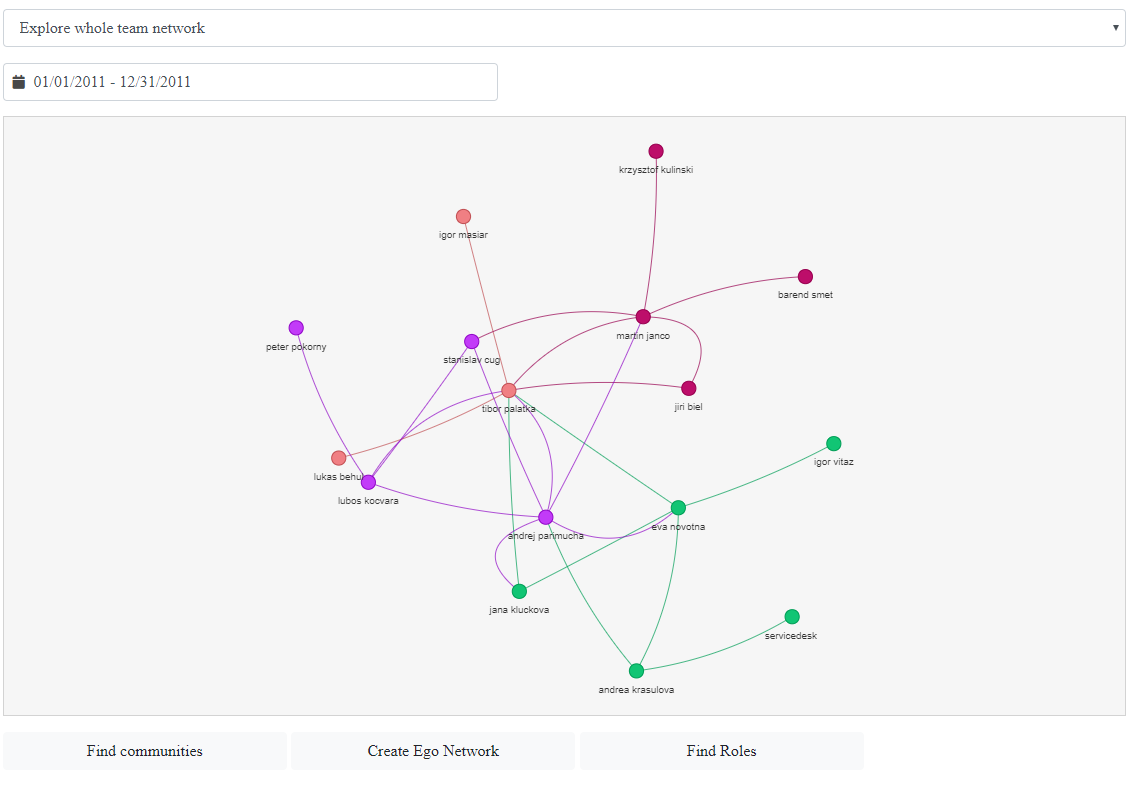 Explore whole team network
01/01/2011 - 12/31/2011
krzysztof kulinski
igor masiar
barend smet
martin janco
peter pokorny
stanislav cug
jiri biel
tibor palatka
igor vitaz
lukas behul
lubos kocvara
eva novotna
andrej panmucha
jana kluckova
servicedesk
andrea krasulova
Find communities
Create Ego Network
Find Roles